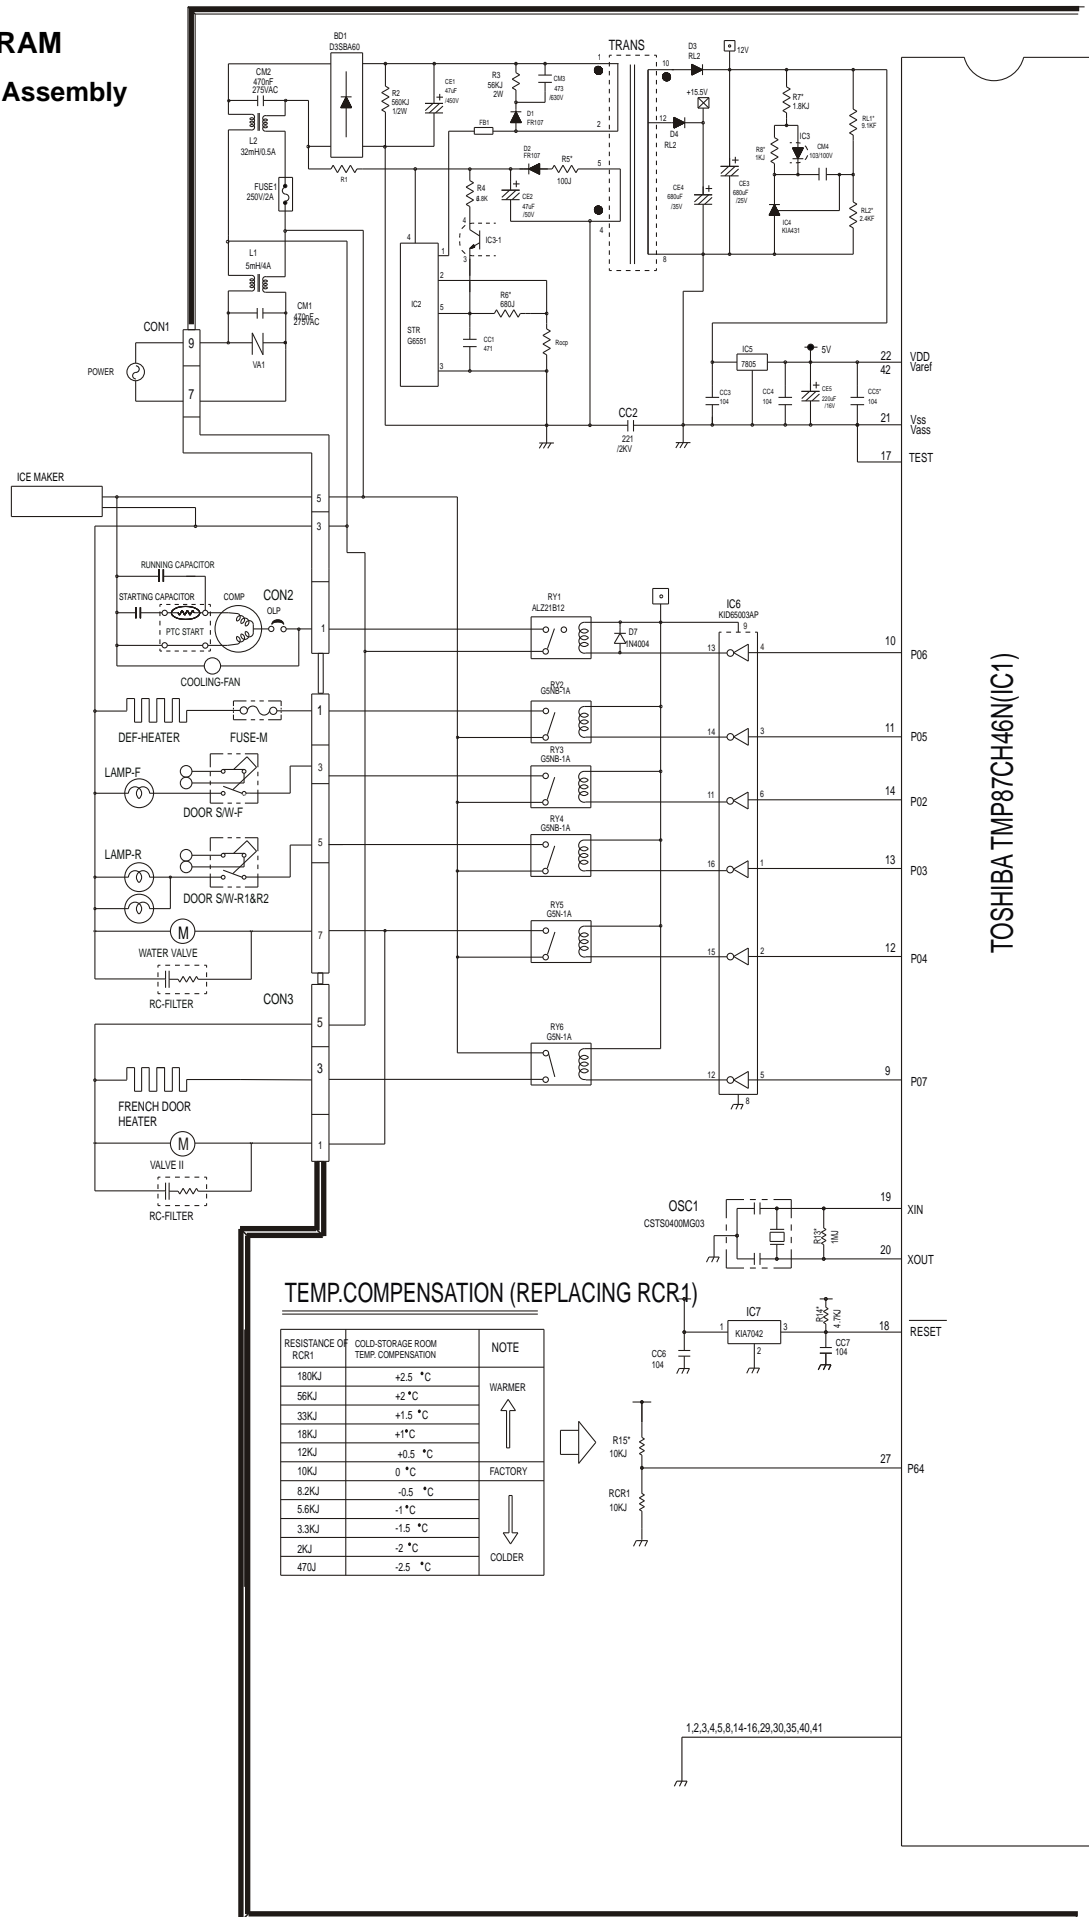 RAM
Assembly
BD1
D3SBA60
CM2
470nF
275VAC
L2
32mH/0.5A
FUSE1
250V/2A
L1
5mH/4A
CM1
470nF
275VAC
VA1
CON1
9
7
POWER
R2
560KJ
1/2W
CE1
47uF
/450V
R3
56KJ
2W
CM3
473
/630V
D1
FR107
FB1
TRANS
1
2
5
4
10
12
8
D2
FR107
R5*
100J
R1
R4
CE2
47uF
/50V
IC3-1
4
3
4
1
2
5
3
IC2
STR
G6551
R6*
680J
CC1
471
Rocp
D3
RL2
12V
+15.5V
D4
RL2
CE4
680uF
/35V
CE3
680uF
/25V
R7*
1.8KJ
R8*
1KJ
IC3
CM4
103/100V
RL1*
9.1KF
RL2*
2.4KF
IC4
KIA431
CC2
221
/2KV
IC5
7805
5V
CC3
104
CC4
104
CE5
220uF
/16V
CC5*
104
22
VDD
42
Varef
21
Vss
Vass
17
TEST
ICE MAKER
5
3
RUNNING CAPACITOR
STARTING CAPACITOR
COMP
CON2
OLP
PTC START
1
COOLING-FAN
DEF-HEATER
FUSE-M
1
LAMP-F
3
DOOR S/W-F
LAMP-R
5
DOOR S/W-R1&R2
M
7
WATER VALVE
RC-FILTER
CON3
5
3
FRENCH DOOR
HEATER
M
1
VALVE II
RC-FILTER
RY1
ALZ21B12
D7
1N4004
RY2
G5NB-1A
RY3
G5NB-1A
RY4
G5NB-1A
RY5
G5N-1A
RY6
G5N-1A
IC6
KID65003AP
9
13
4
14
3
11
6
16
1
15
2
12
5
8
10
P06
11
P05
14
P02
13
P03
12
P04
9
P07
TOSHIBA TMP87CH46N(IC1)
OSC1
CSTS0400MG03
R13*
1MJ
19
XIN
20
XOUT
IC7
1
KIA7042
3
2
CC6
104
R14*
4.7KJ
CC7
104
18
RESET
TEMP.COMPENSATION (REPLACING RCR1)
RESISTANCE OF
RCR1
COLD-STORAGE ROOM
TEMP. COMPENSATION
NOTE
180KJ
+2.5 °C
56KJ
+2 °C
WARMER
33KJ
+1.5 °C
18KJ
+1°C
12KJ
+0.5 °C
10KJ
0 °C
FACTORY
8.2KJ
-0.5 °C
5.6KJ
-1 °C
3.3KJ
-1.5 °C
2KJ
-2 °C
COLDER
470J
-2.5 °C
R15*
10KJ
RCR1
10KJ
27
P64
1,2,3,4,5,8,14-16,29,30,35,40,41